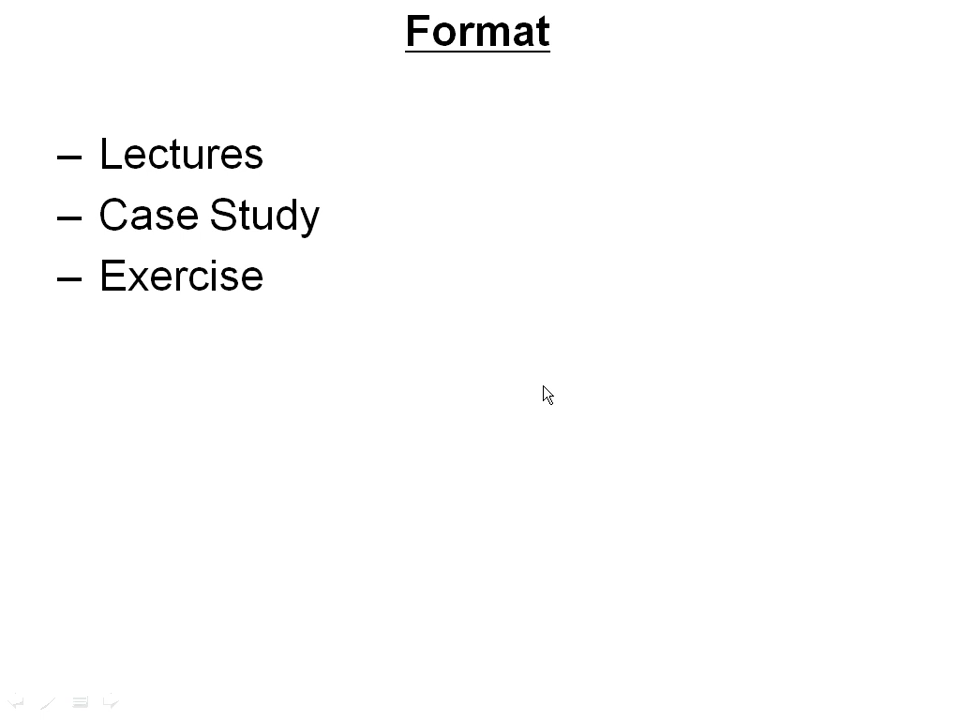 Format
– Lectures
– Case Study
– Exercise